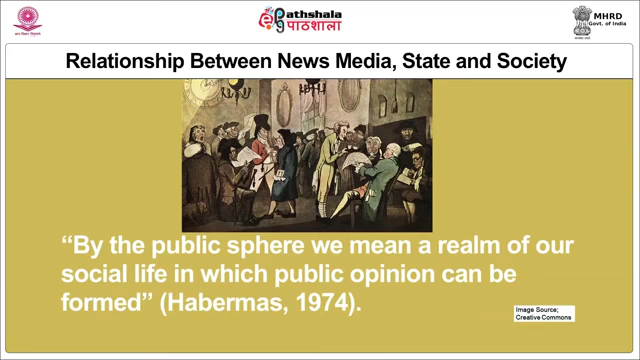 ePathshala
पाठशाला
MHRD
Govt. of India
Relationship Between News Media, State and Society
“By the public sphere we mean a realm of our
social life in which public opinion can be
formed” (Habermas, 1974).
Image Source;
Creative Commons